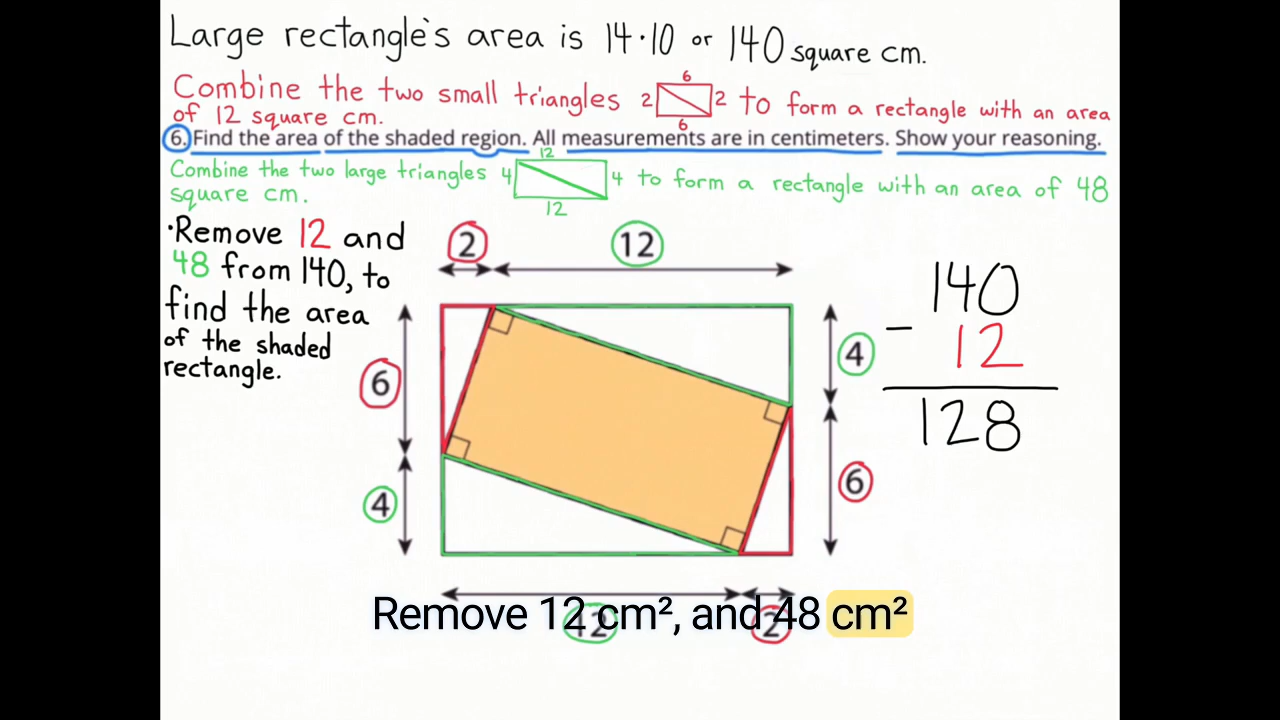 Large rectangle's area is 14·10 or 140 square cm.
Combine the two small triangles 2 6 6 2 to form a rectangle with an area
of 12 square cm.
6. Find the area of the shaded region. All measurements are in centimeters. Show your reasoning.
Combine the two large triangles 4 12 12 4 to form a rectangle with an area of 48
square cm.
·Remove 12 and
48 from 140, to
find the area
of the shaded
rectangle.
2 12
6
4
4
6
12 2
140
- 12
128
Remove 12 cm², and 48 cm²